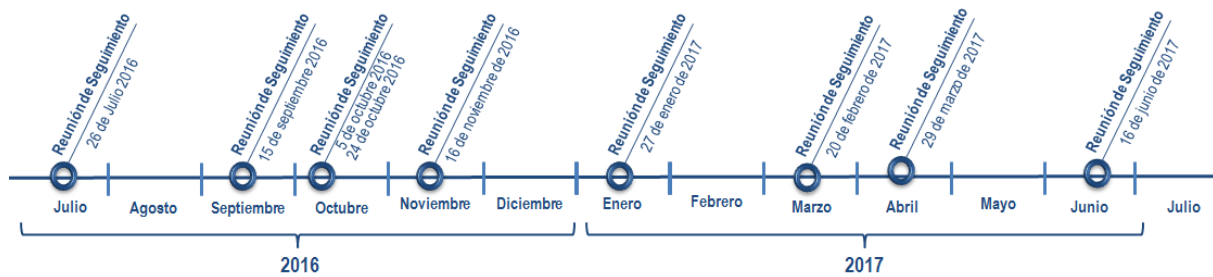 Reunión de Seguimiento
26 de Julio 2016
Reunión de Seguimiento
15 de septiembre 2016
Reunión de Seguimiento
5 de octubre 2016
24 de octubre 2016
Reunión de Seguimiento
16 de noviembre de 2016
Reunión de Seguimiento
27 de enero de 2017
Reunión de Seguimiento
20 de febrero de 2017
Reunión de Seguimiento
29 de marzo de 2017
Reunión de Seguimiento
16 de junio de 2017
Julio
Agosto
Septiembre
Octubre
Noviembre
Diciembre
Enero
Febrero
Marzo
Abril
Mayo
Junio
Julio
2016
2017